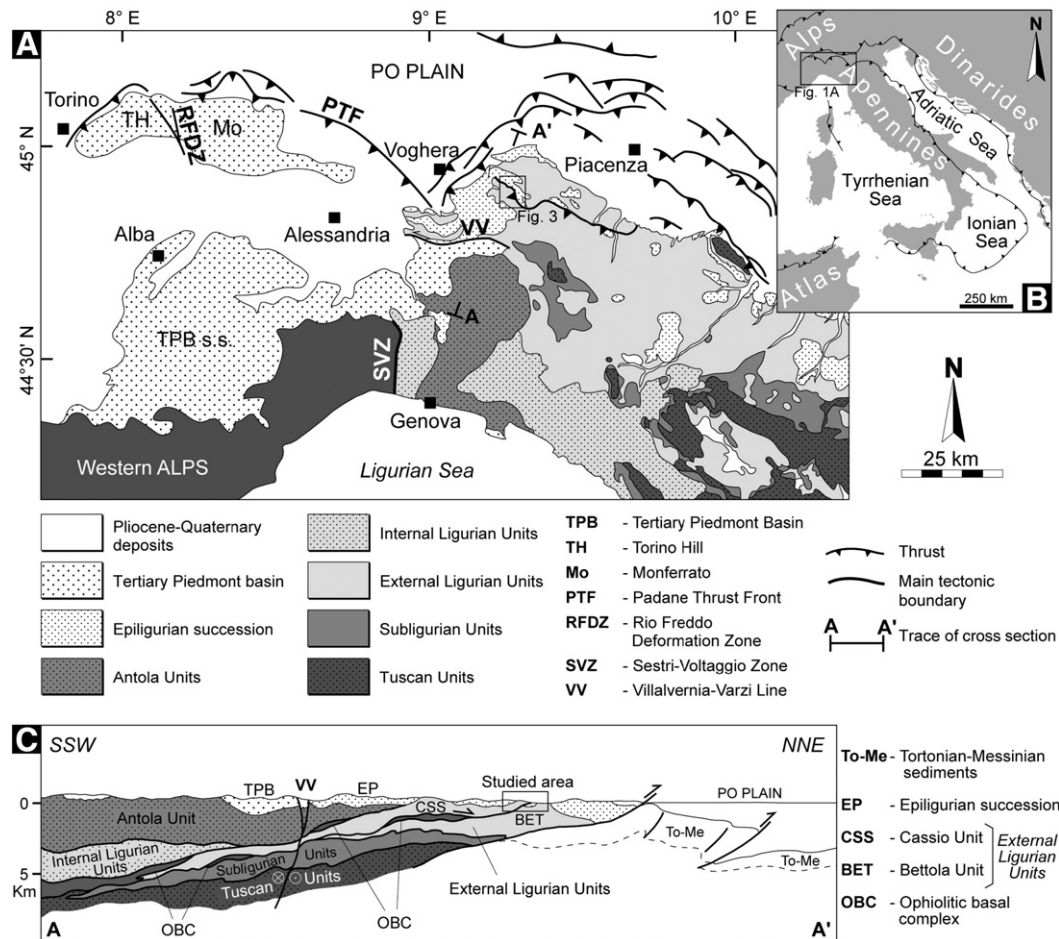 8° E
9° E
10° E
A
PO PLAIN
Torino
TH
RFDZ
Mo
PTF
45° N
Voghera
A'
Piacenza
Fig. 3
VV
Alba
Alessandria
A
TPB s.s.
SVZ
44°30' N
Genova
Western ALPS
Ligurian Sea
Alps
N
Dinarides
Fig. 1A
Apennines
Adriatic Sea
Tyrrhenian
Sea
Ionian
Sea
Atlas
250 km
B
N
25 km
Pliocene-Quaternary
deposits
Tertiary Piedmont basin
Epiligurian succession
Antola Units
Internal Ligurian Units
External Ligurian Units
Subligurian Units
Tuscan Units
TPB - Tertiary Piedmont Basin
TH - Torino Hill
Mo - Monferrato
PTF - Padane Thrust Front
RFDZ - Rio Freddo
Deformation Zone
SVZ - Sestri-Voltaggio Zone
VV - Villalvernia-Varzi Line
Thrust
Main tectonic
boundary
A A'
Trace of cross section
C
SSW
NNE
TPB
VV
EP
Studied area
CSS
BET
PO PLAIN
0
Antola Unit
To-Me
Internal Ligurian
Units
Subligurian Units
To-Me
5
Km
Tuscan Units
External Ligurian Units
OBC
OBC
A
A'
To-Me - Tortonian-Messinian
sediments
EP - Epiligurian succession
CSS - Cassio Unit
BET - Bettola Unit
External
Ligurian
Units
OBC - Ophiolitic basal
complex